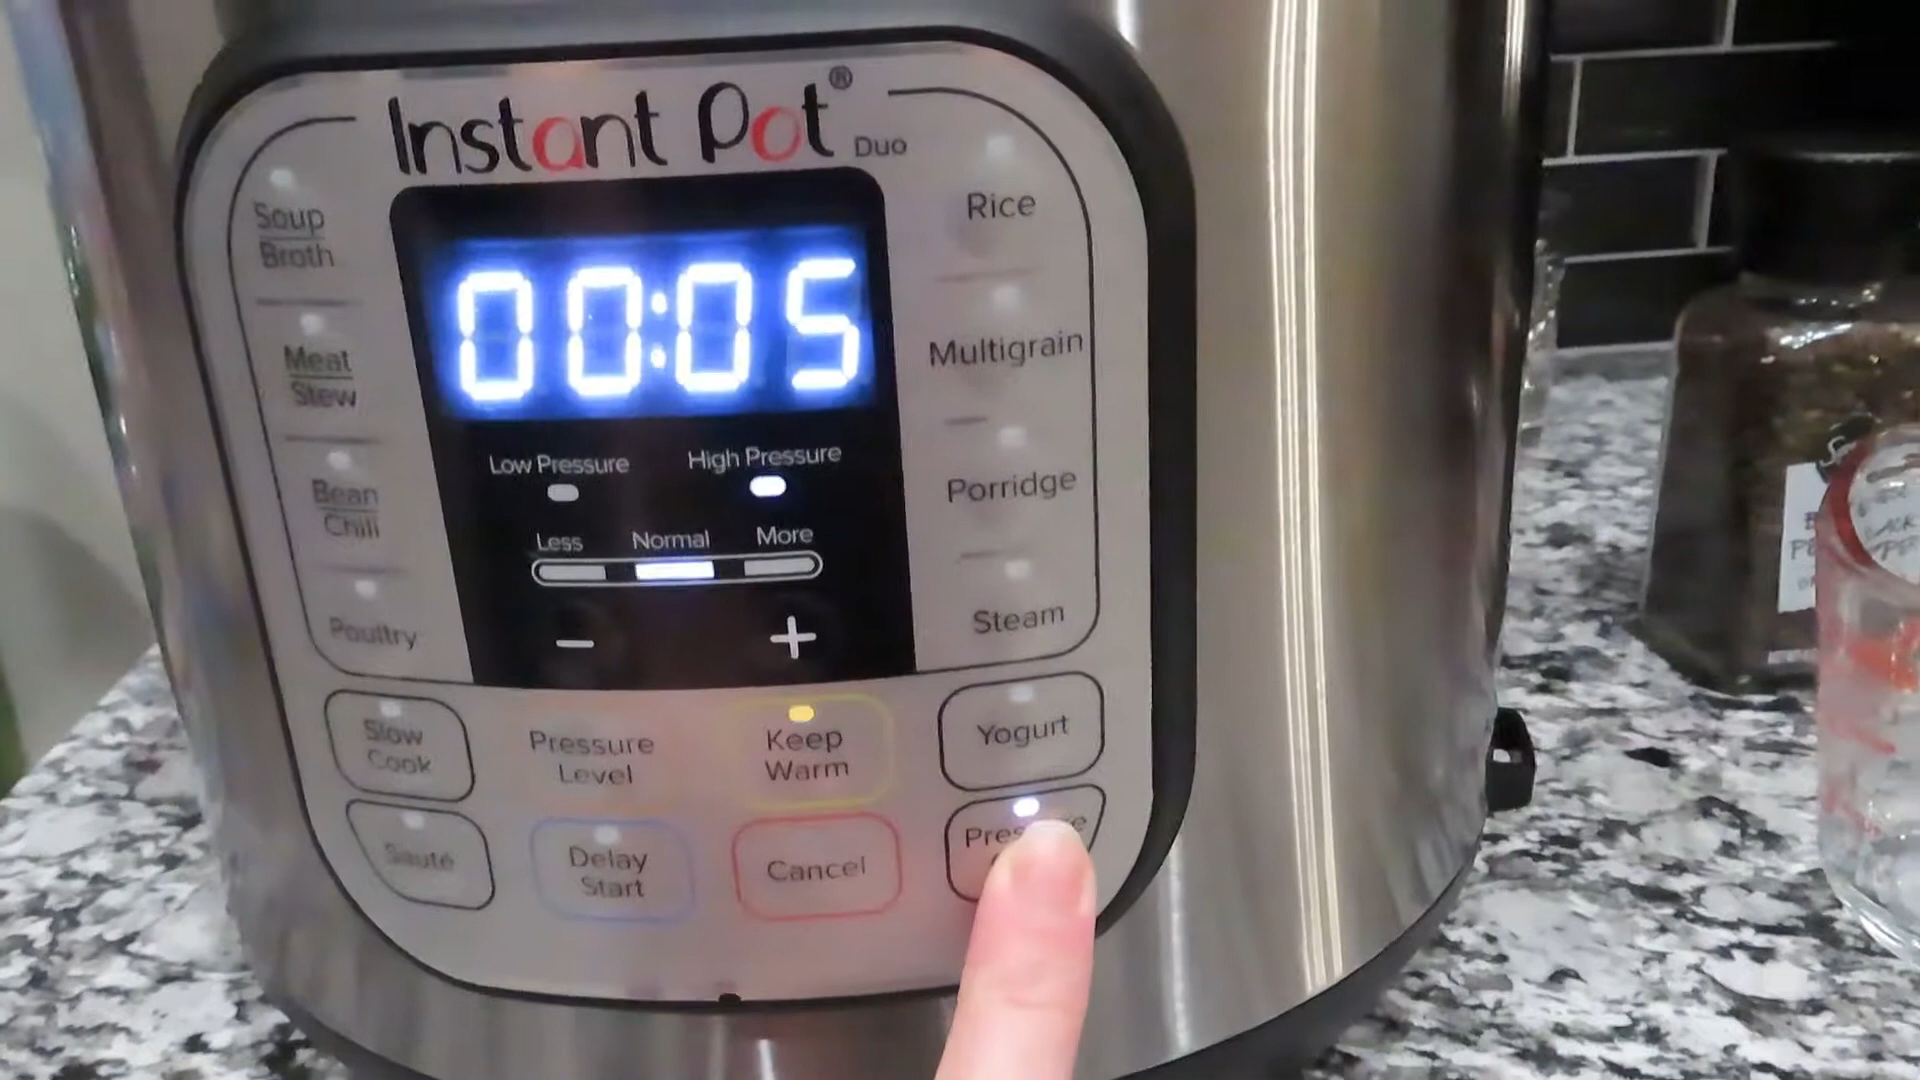 Instant Pot® Duo
Soup
Broth
Meat
Stew
Bean
Chili
Poultry
00:05
Low Pressure High Pressure
Less Normal More
- +
Rice
Multigrain
Porridge
Steam
Slow
Cook
Pressure
Level
Keep
Warm
Yogurt
Sauté
Delay
Start
Cancel